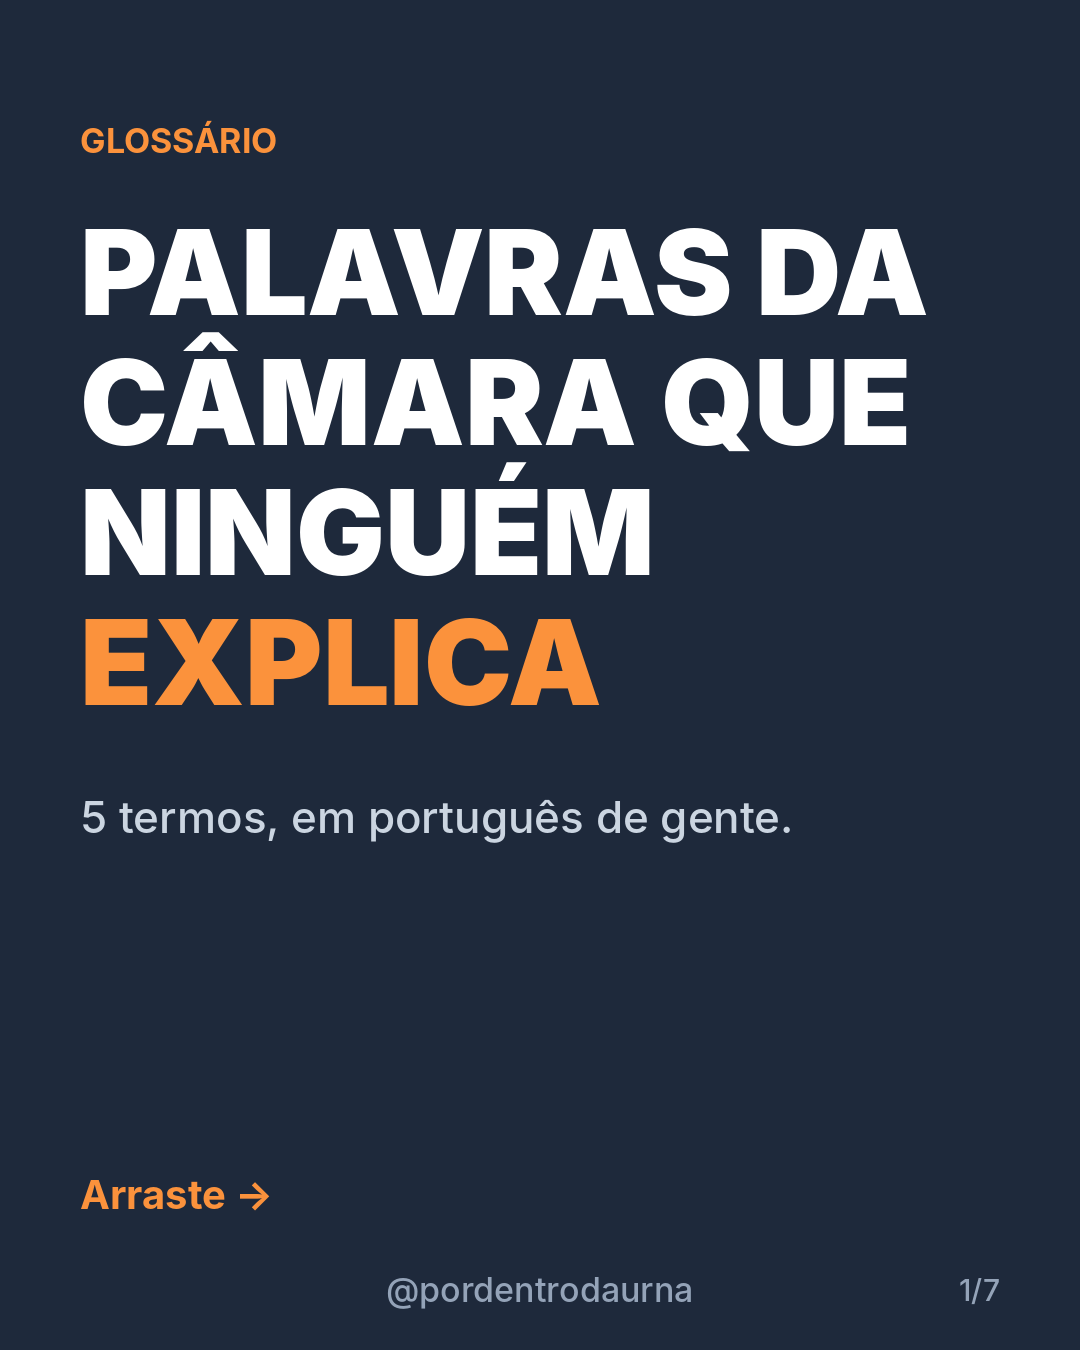 GLOSSÁRIO
PALAVRAS DA
CÂMARA QUE
NINGUÉM
EXPLICA
5 termos, em português de gente.
Arraste →
@pordentrodaurna
1/7